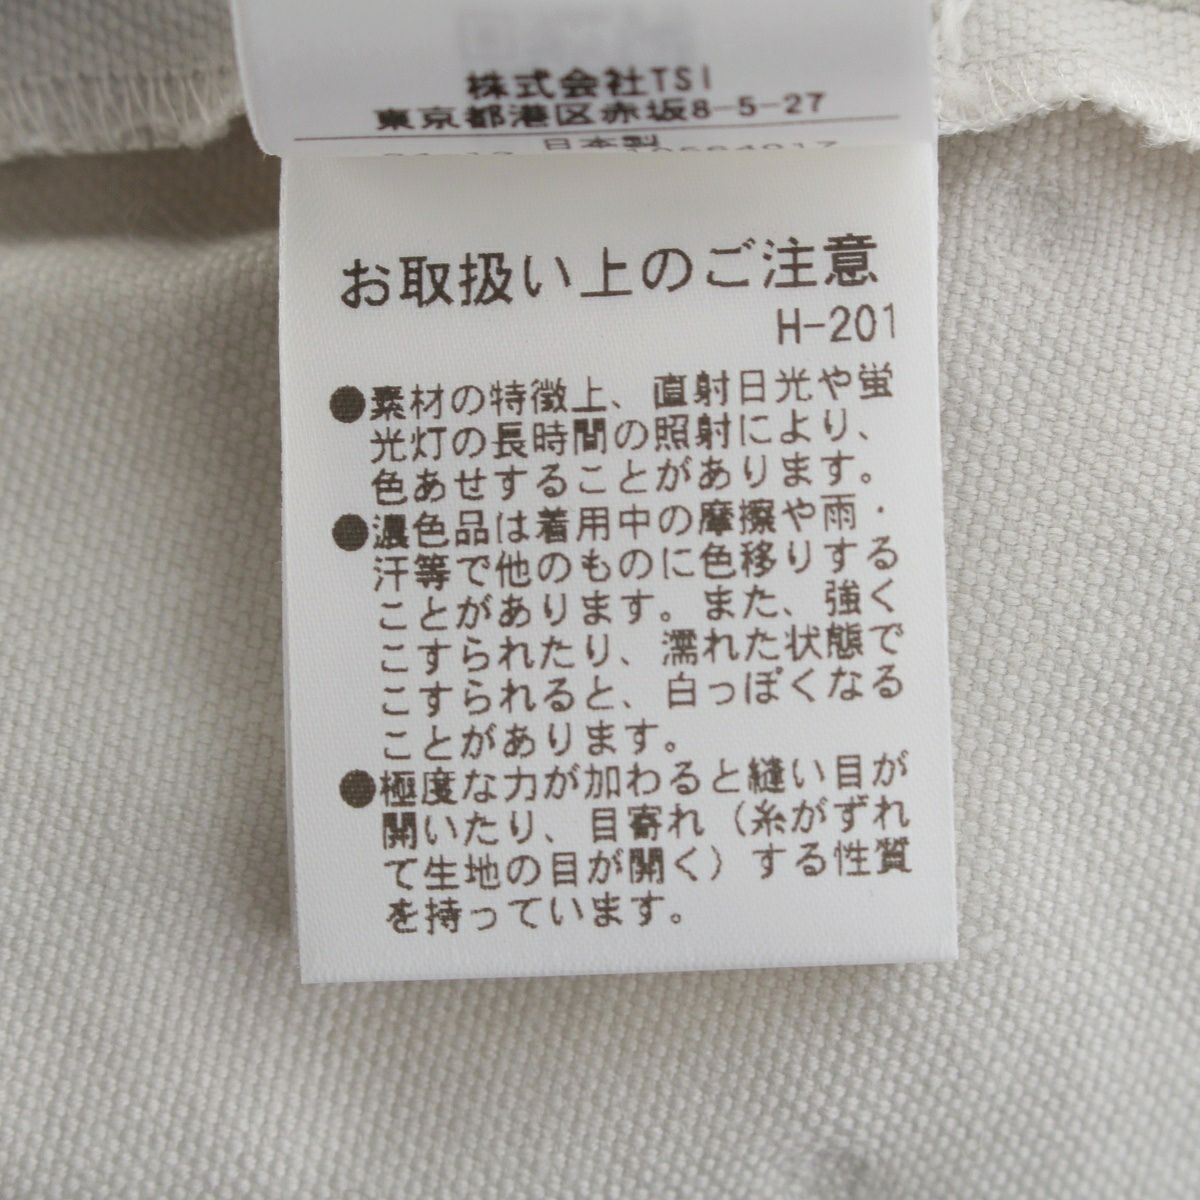 株式会社TSI
東京都港区赤坂8-5-27
日本製
お取扱い上のご注意
H-201
●素材の特徴上、直射日光や蛍
光灯の長時間の照射により、
色あせすることがあります。
●濃色品は着用中の摩擦や雨・
汗等で他のものに色移りする
ことがあります。また、強く
こすられたり、濡れた状態で
こすられると、白っぽくなる
ことがあります。
●極度な力が加わると縫い目が
開いたり、目寄れ（糸がずれ
て生地の目が開く）する性質
を持っています。